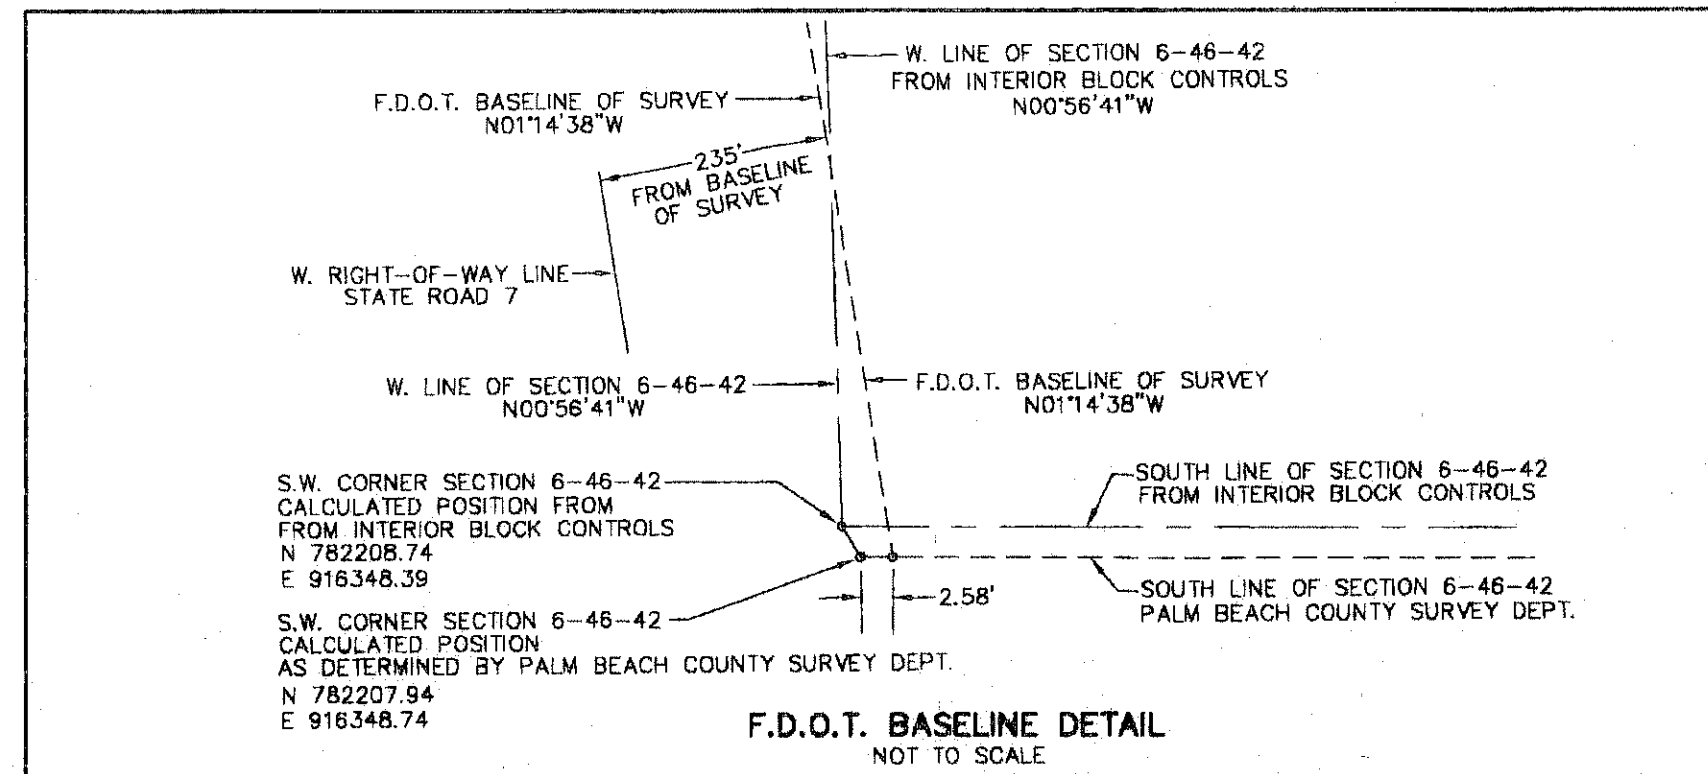 W. LINE OF SECTION 6-46-42
FROM INTERIOR BLOCK CONTROLS
N00°56'41"W
F.D.O.T. BASELINE OF SURVEY
N01°14'38"W
235'
FROM BASELINE
OF SURVEY
W. RIGHT-OF-WAY LINE
STATE ROAD 7
W. LINE OF SECTION 6-46-42
N00°56'41"W
F.D.O.T. BASELINE OF SURVEY
N01°14'38"W
S.W. CORNER SECTION 6-46-42
CALCULATED POSITION FROM
FROM INTERIOR BLOCK CONTROLS
N 782208.74
E 916348.39
SOUTH LINE OF SECTION 6-46-42
FROM INTERIOR BLOCK CONTROLS
2.58'
SOUTH LINE OF SECTION 6-46-42
PALM BEACH COUNTY SURVEY DEPT.
S.W. CORNER SECTION 6-46-42
CALCULATED POSITION
AS DETERMINED BY PALM BEACH COUNTY SURVEY DEPT.
N 782207.94
E 916348.74
F.D.O.T. BASELINE DETAIL
NOT TO SCALE